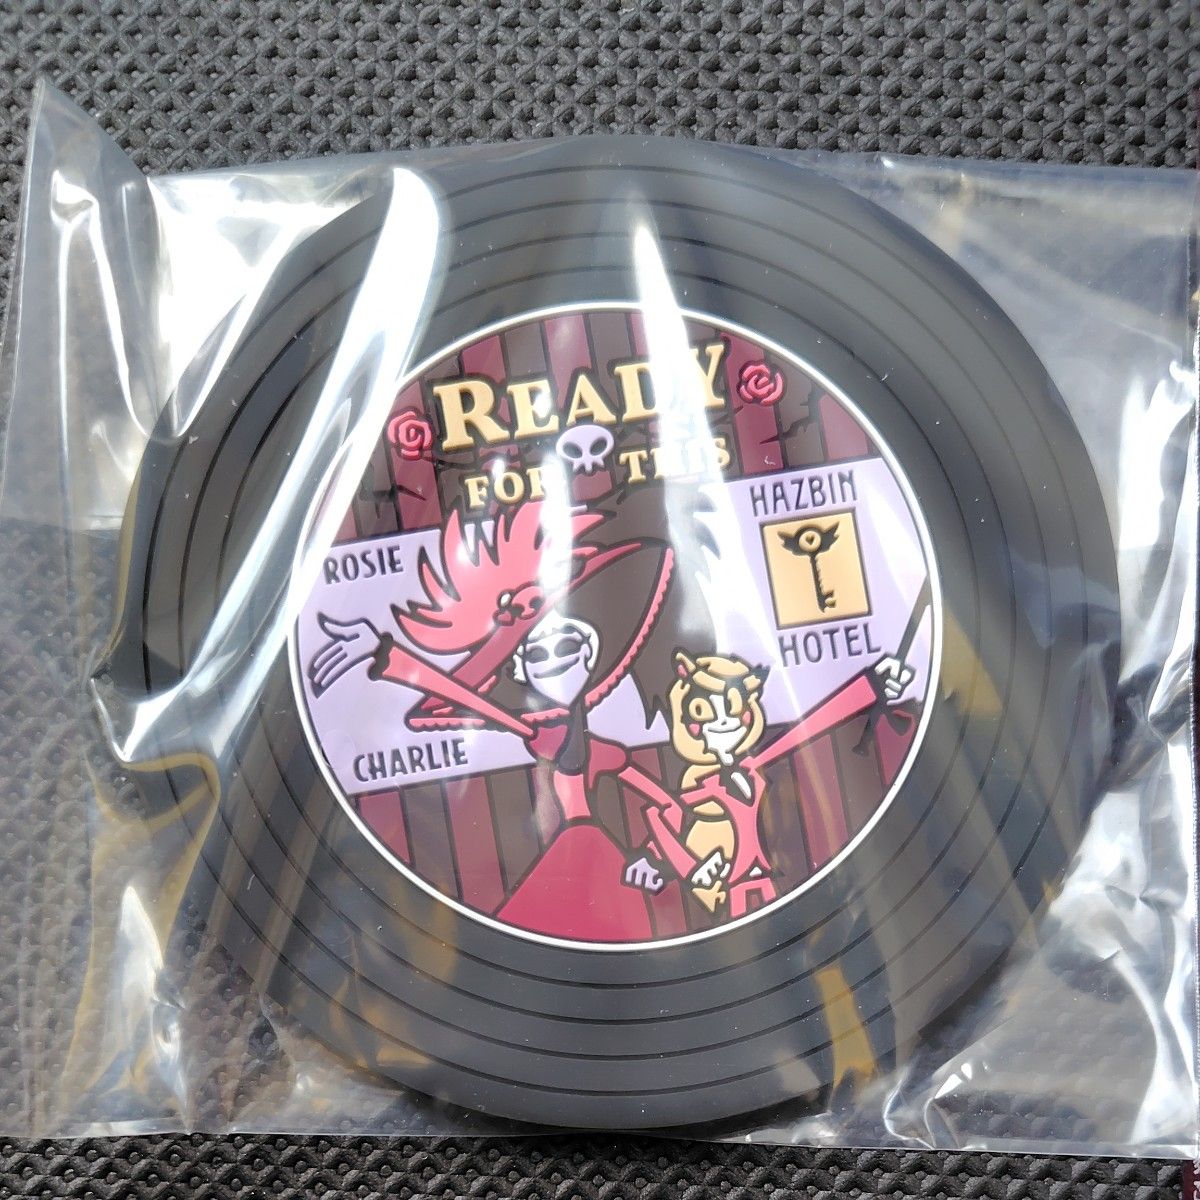 READY
FOR THIS
HAZBIN
HOTEL
ROSIE
CHARLIE